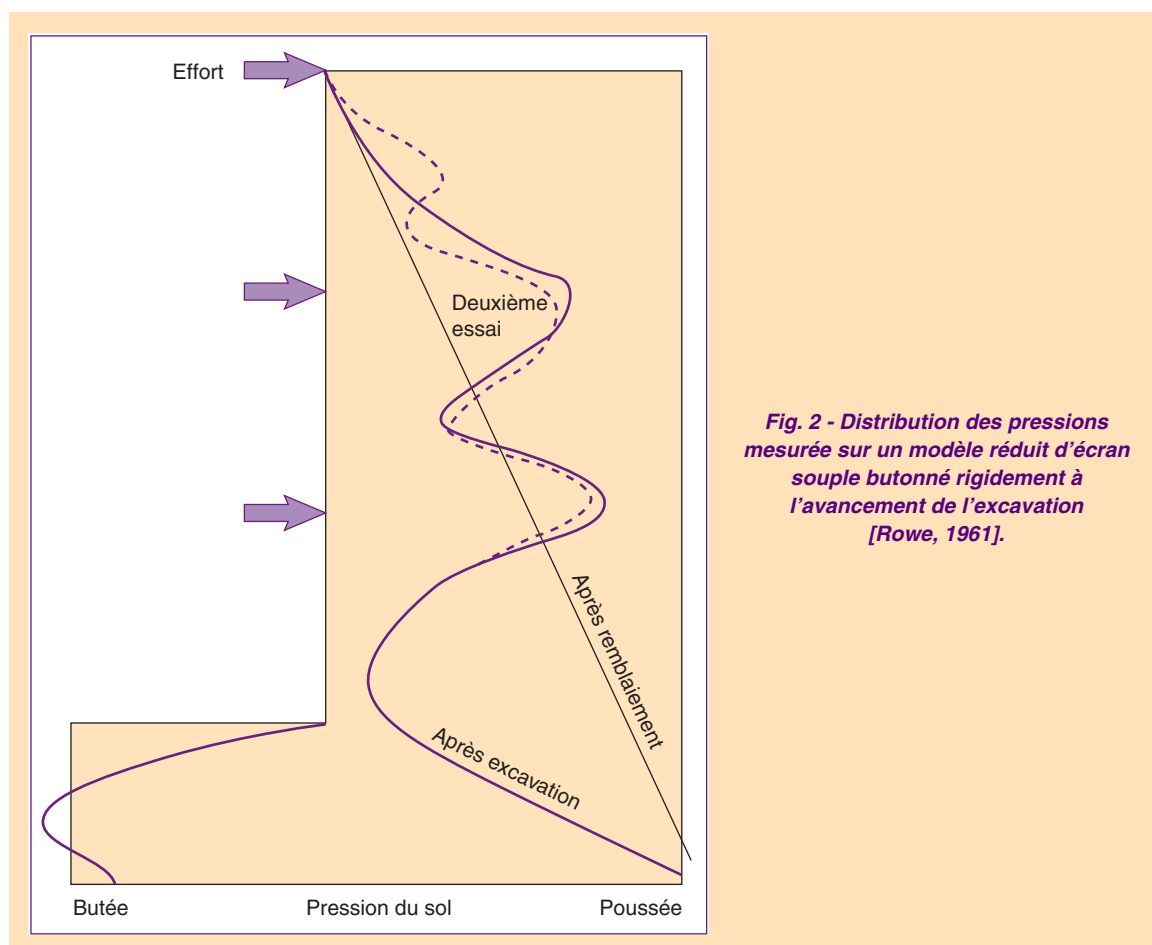 Effort
Deuxième
essai
Après remblaiement
Après excavation
Butée
Pression du sol
Poussée
Fig. 2 - Distribution des pressions
mesurée sur un modèle réduit d'écran
souple butonné rigidement à
l'avancement de l'excavation
[Rowe, 1961].